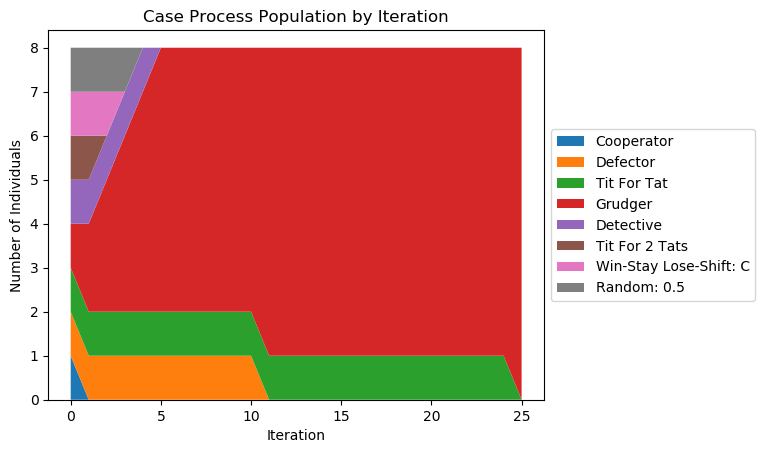 Case Process Population by Iteration
Number of Individuals
8
7
6
5
4
3
2
1
0
0 5 10 15 20 25
Iteration
Cooperator
Defector
Tit For Tat
Grudger
Detective
Tit For 2 Tats
Win-Stay Lose-Shift: C
Random: 0.5